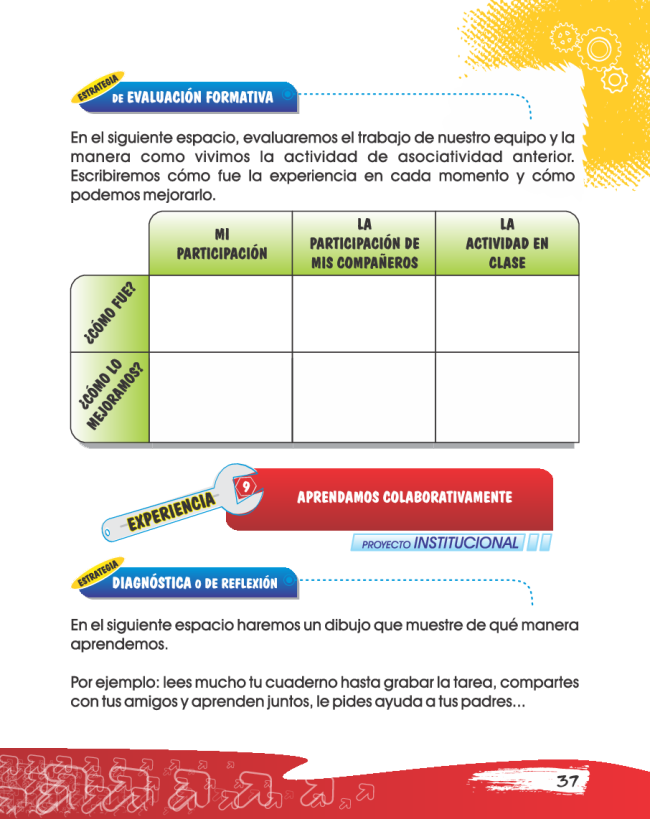 ESTRATEGIA
DE EVALUACIÓN FORMATIVA
En el siguiente espacio, evaluaremos el trabajo de nuestro equipo y la
manera como vivimos la actividad de asociatividad anterior.
Escribiremos cómo fue la experiencia en cada momento y cómo
podemos mejorarlo.
MI
PARTICIPACIÓN
LA
PARTICIPACIÓN DE
MIS COMPAÑEROS
LA
ACTIVIDAD EN
CLASE
¿CÓMO FUE?
¿CÓMO LO
MEJORAMOS?
EXPERIENCIA
9
APRENDAMOS COLABORATIVAMENTE
PROYECTO INSTITUCIONAL
ESTRATEGIA
DIAGNÓSTICA O DE REFLEXIÓN
En el siguiente espacio haremos un dibujo que muestre de qué manera
aprendemos.
Por ejemplo: lees mucho tu cuaderno hasta grabar la tarea, compartes
con tus amigos y aprenden juntos, le pides ayuda a tus padres...
37